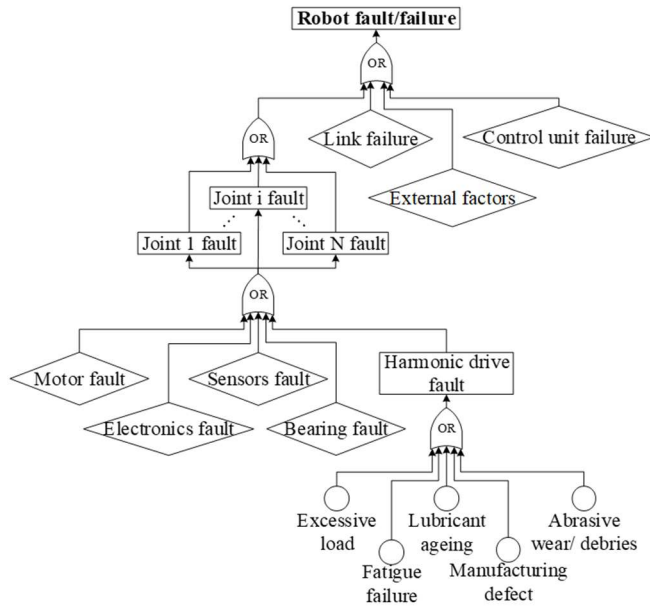 Robot fault/failure
OR
Link failure
Control unit failure
OR
External factors
Joint i fault
Joint 1 fault
Joint N fault
OR
Motor fault
Sensors fault
Harmonic drive
fault
Electronics fault
Bearing fault
OR
Excessive
load
Lubricant
ageing
Abrasive
wear/ debries
Fatigue
failure
Manufacturing
defect